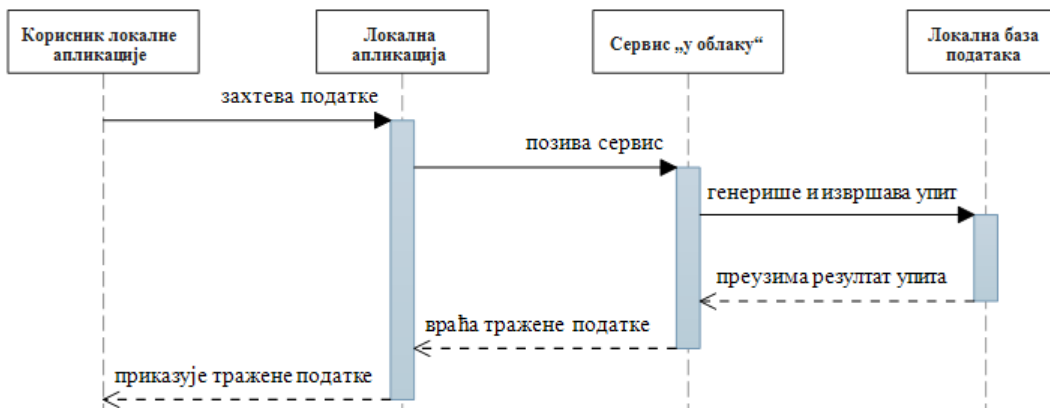 Корисник локалне
апликације
Локална
апликација
Сервис „у облаку“
Локална база
података
захтева податке
позива сервис
генерише и извршава упит
преузима резултат упита
враћа тражене податке
приказује тражене податке